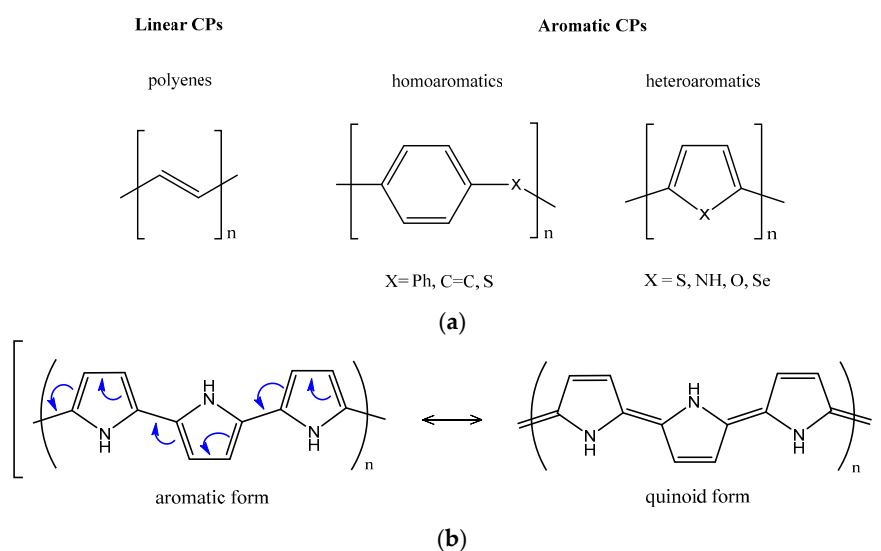 Linear CPs
Aromatic CPs
polyenes
homoaromatics
heteroaromatics
n
X
n
X
n
X= Ph, C=C, S
X = S, NH, O, Se
(a)
H
N
N
H
N
H
n
aromatic form
H
N
N
H
N
H
n
quinoid form
(b)